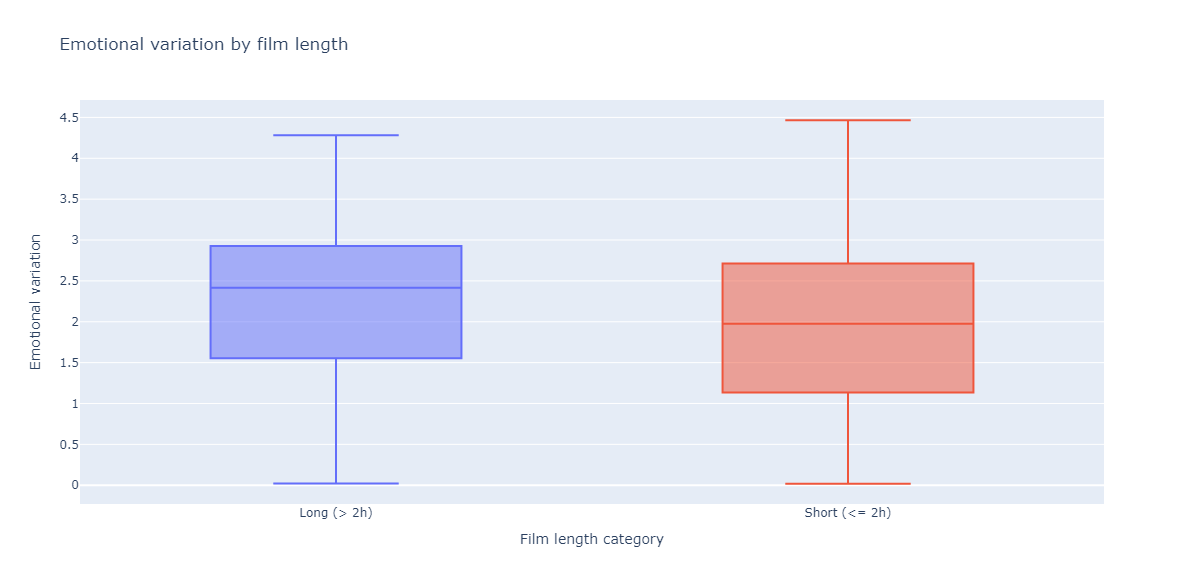 Emotional variation by film length
Emotional variation
4.5
4
3.5
3
2.5
2
1.5
1
0.5
0
Long (> 2h)
Short (<= 2h)
Film length category